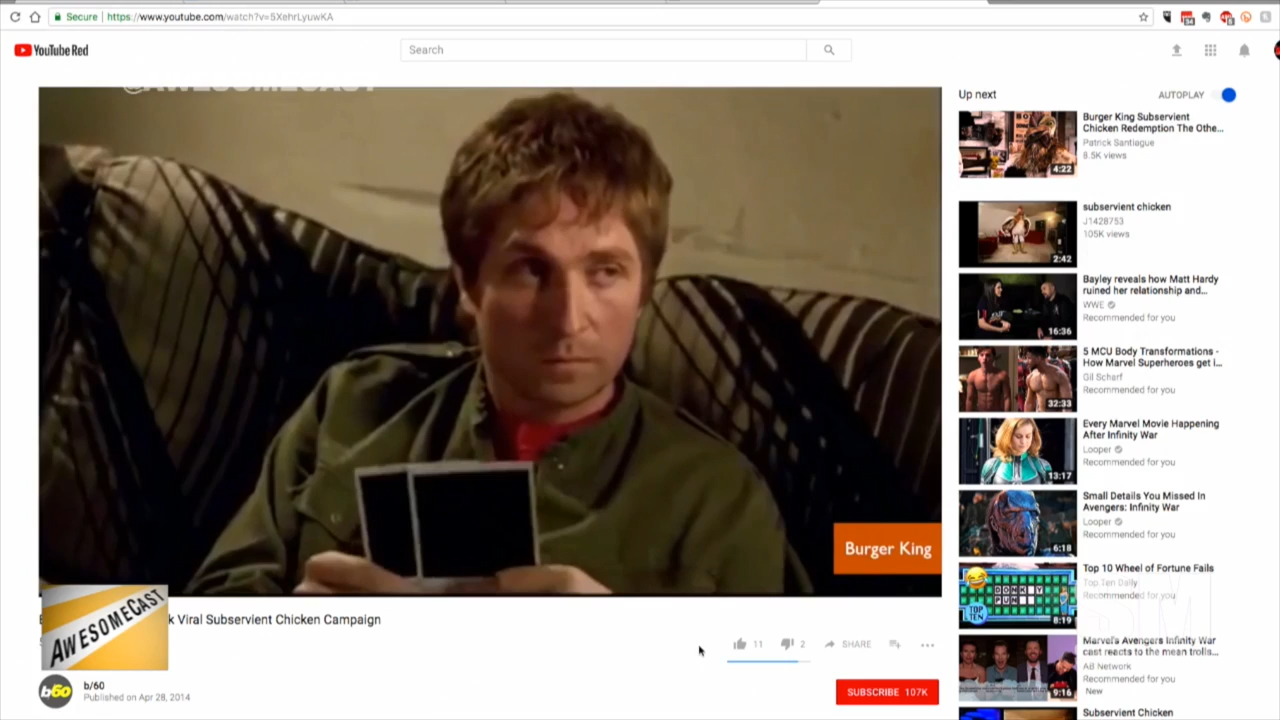 Secure https://www.youtube.com/watch?v=5XehrLyuwKA
YouTube Red
Search
@AWESOMECAST
Burger King
AWESOMECAST
k Viral Subservient Chicken Campaign
11
2
SHARE
b/60
b/60
Published on Apr 28, 2014
SUBSCRIBE 107K
Up next
AUTOPLAY
Burger King Subservient
Chicken Redemption The Othe...
Patrick Santiague
8.5K views
4:22
subservient chicken
J1428753
105K views
2:42
Bayley reveals how Matt Hardy
ruined her relationship and...
WWE
Recommended for you
16:36
5 MCU Body Transformations -
How Marvel Superheroes get i...
Gil Scharf
Recommended for you
32:33
Every Marvel Movie Happening
After Infinity War
Looper
Recommended for you
13:17
Small Details You Missed In
Avengers: Infinity War
Looper
Recommended for you
6:18
Top 10 Wheel of Fortune Fails
Top Ten Daily
Recommended for you
TOP
TEN
8:19
Marvel's Avengers Infinity War
cast reacts to the mean trolls...
AB Network
Recommended for you
New
9:16
Subservient Chicken